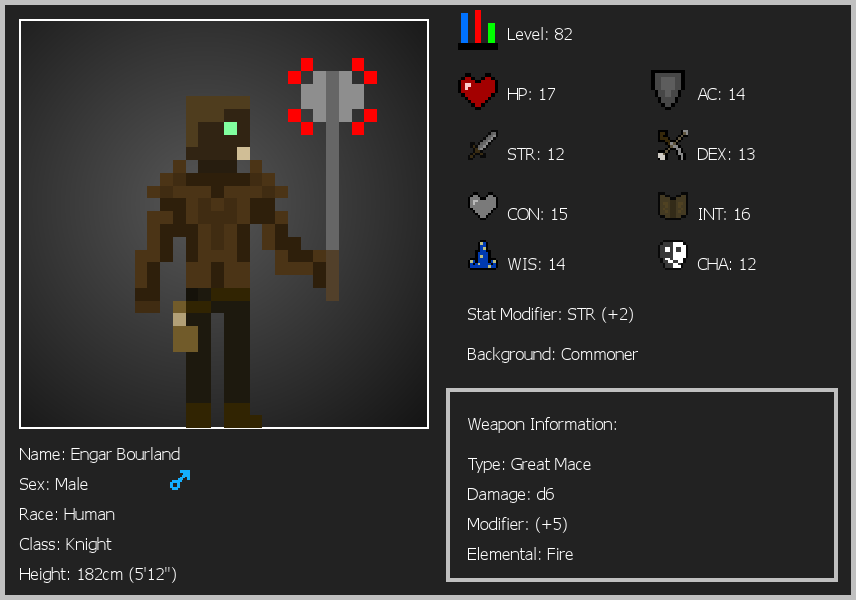 Level: 82
HP: 17
AC: 14
STR: 12
DEX: 13
CON: 15
INT: 16
WIS: 14
CHA: 12
Stat Modifier: STR (+2)
Background: Commoner
Weapon Information:
Type: Great Mace
Damage: d6
Modifier: (+5)
Elemental: Fire
Name: Engar Bourland
Sex: Male
Race: Human
Class: Knight
Height: 182cm (5'12")